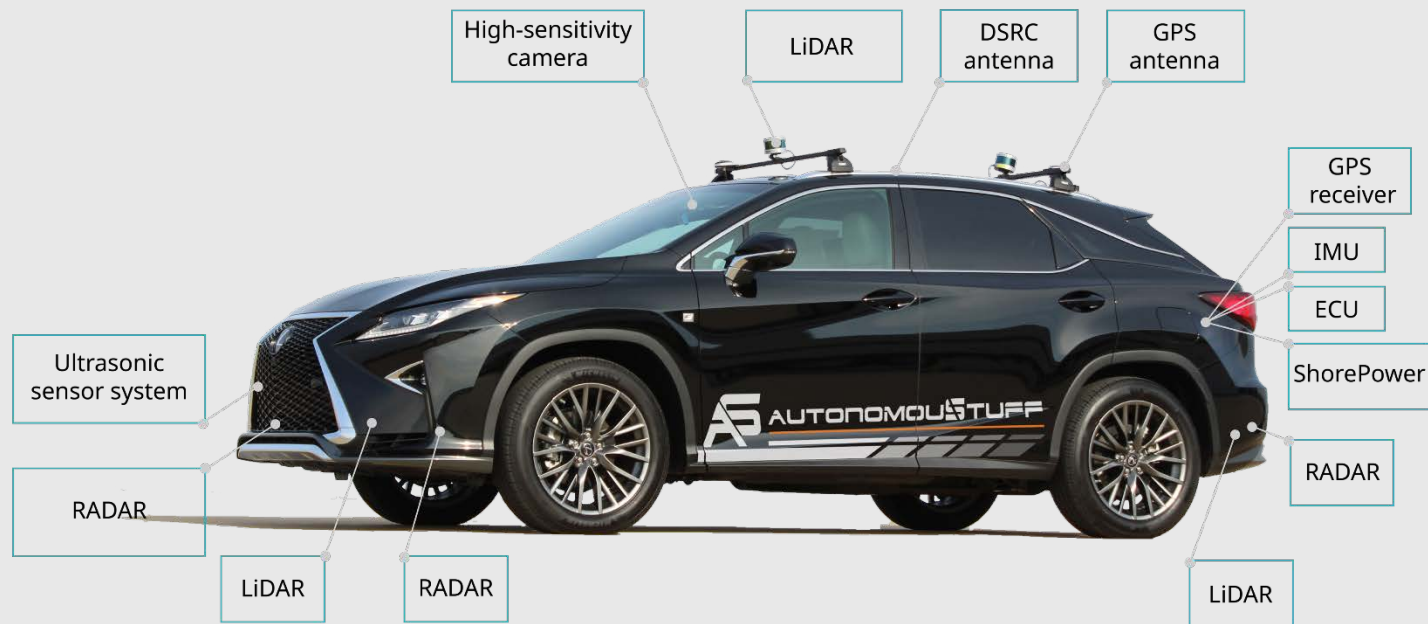 High-sensitivity
camera
LiDAR
DSRC
antenna
GPS
antenna
GPS
receiver
IMU
ECU
ShorePower
Ultrasonic
sensor system
RADAR
LiDAR
RADAR
AS AUTONOMOUSTUFF
RADAR
LiDAR